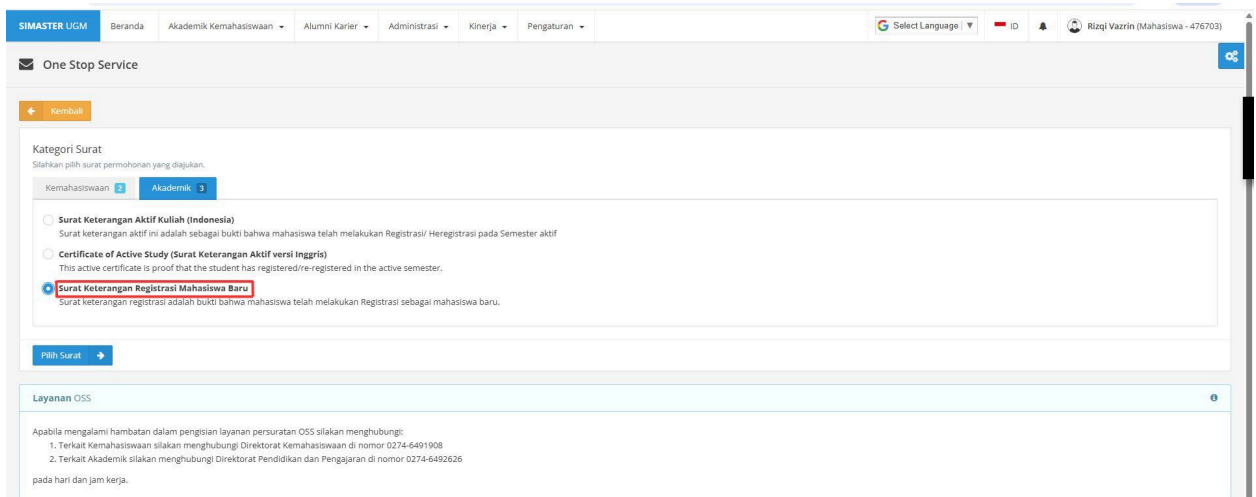 SIMASTER UGM Beranda Akademik Kemahasiswaan Alumni Karier Administrasi Kinerja Pengaturan Select Language ID Rizqi Vazrin (Mahasiswa - 476703)
One Stop Service
Kembali
Kategori Surat
Silahkan pilih surat permohonan yang diajukan.
Kemahasiswaan 2 Akademik 3
Surat Keterangan Aktif Kuliah (Indonesia)
Surat keterangan aktif ini adalah sebagai bukti bahwa mahasiswa telah melakukan Registrasi/ Heregistrasi pada Semester aktif
Certificate of Active Study (Surat Keterangan Aktif versi Inggris)
This active certificate is proof that the student has registered/re-registered in the active semester.
Surat Keterangan Registrasi Mahasiswa Baru
Surat keterangan registrasi adalah bukti bahwa mahasiswa telah melakukan Registrasi sebagai mahasiswa baru.
Pilih Surat
Layanan OSS
Apabila mengalami hambatan dalam pengisian layanan persuratan OSS silakan menghubungi:
1. Terkait Kemahasiswaan silakan menghubungi Direktorat Kemahasiswaan di nomor 0274-6491908
2. Terkait Akademik silakan menghubungi Direktorat Pendidikan dan Pengajaran di nomor 0274-6492626
pada hari dan jam kerja.